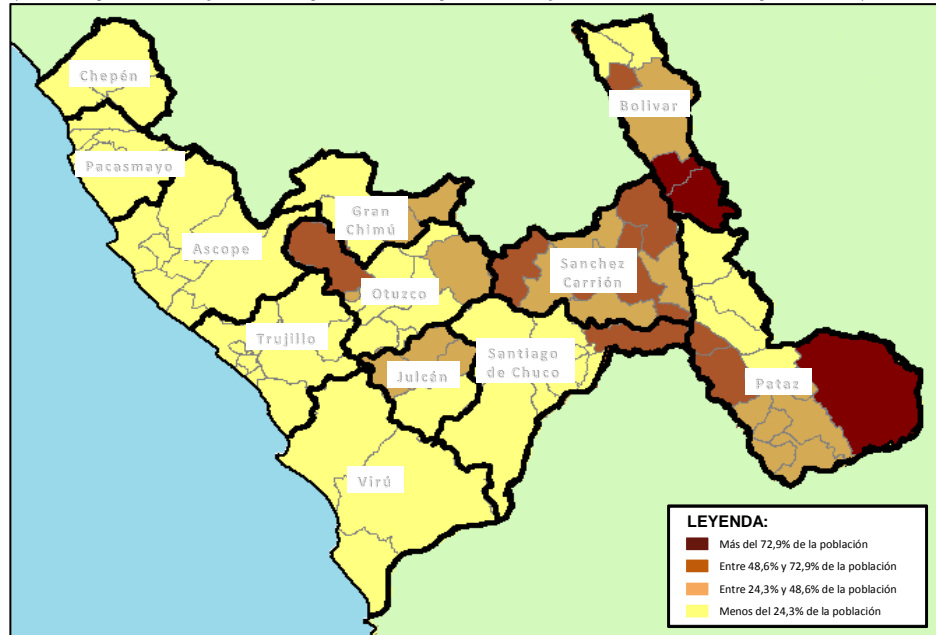 Chepén
Pacasmayo
Ascope
Gran
Chimú
Bolivar
Otuzco
Sanchez
Carrión
Trujillo
Julcán
Santiago
de Chuco
Pataz
Virú
LEYENDA:
Más del 72,9% de la población
Entre 48,6% y 72,9% de la población
Entre 24,3% y 48,6% de la población
Menos del 24,3% de la población